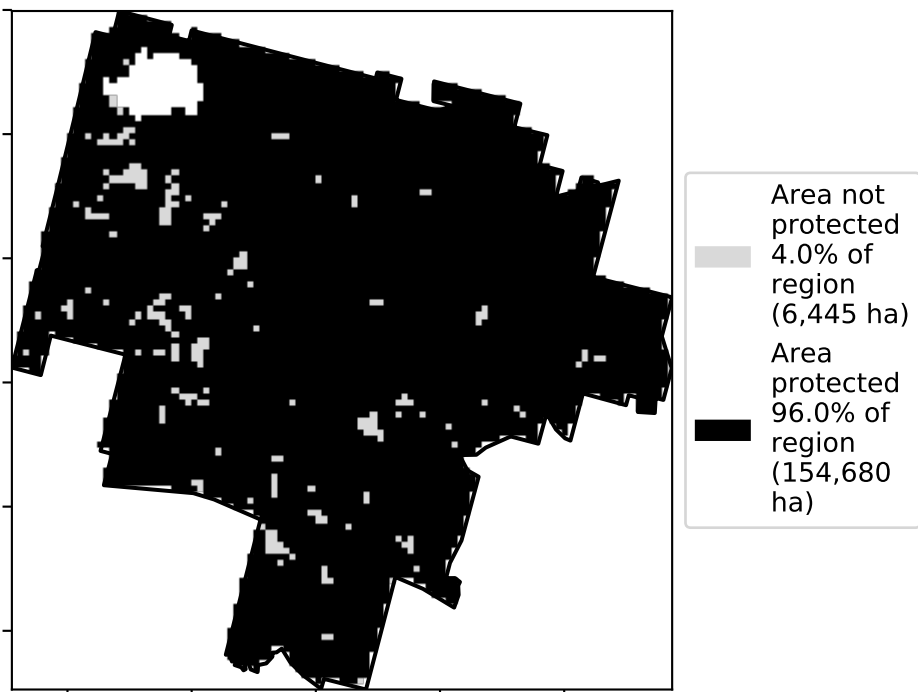 Area not
protected
4.0% of
region
(6,445 ha)
Area
protected
96.0% of
region
(154,680
ha)